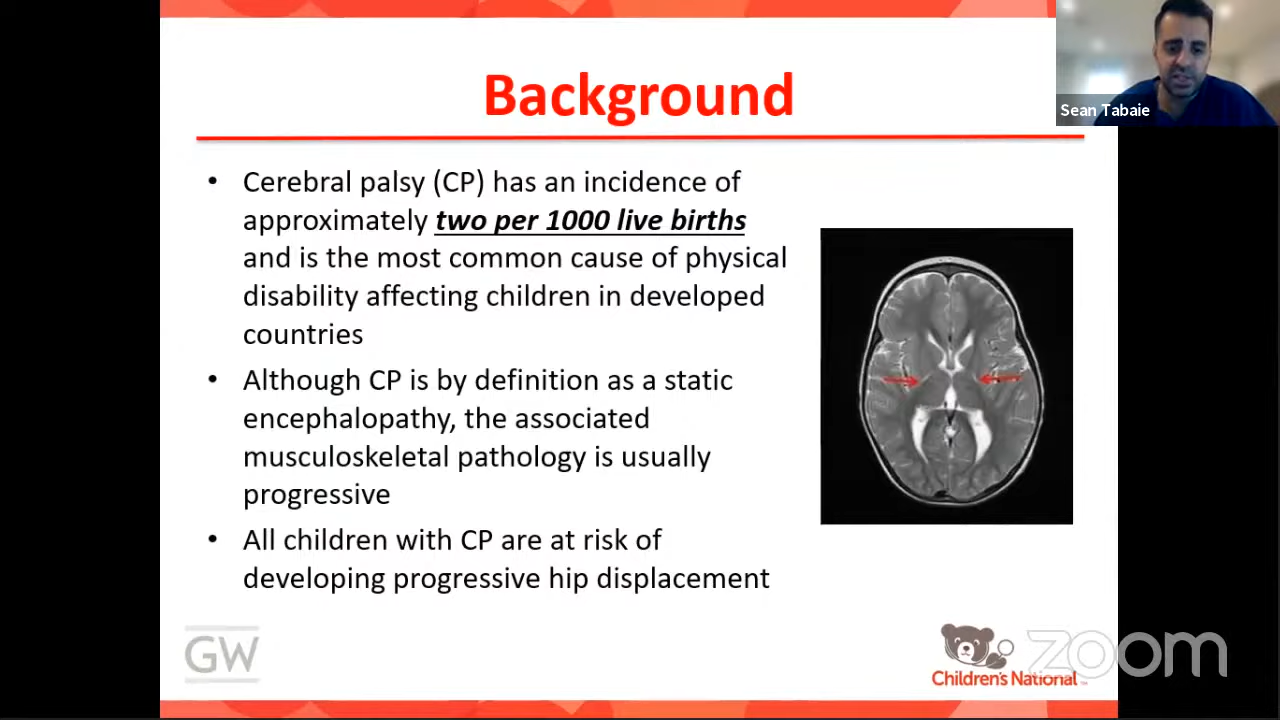 Background
Sean Tabaie
• Cerebral palsy (CP) has an incidence of
approximately two per 1000 live births
and is the most common cause of physical
disability affecting children in developed
countries
• Although CP is by definition as a static
encephalopathy, the associated
musculoskeletal pathology is usually
progressive
• All children with CP are at risk of
developing progressive hip displacement
GW
Children's National ™
zoom